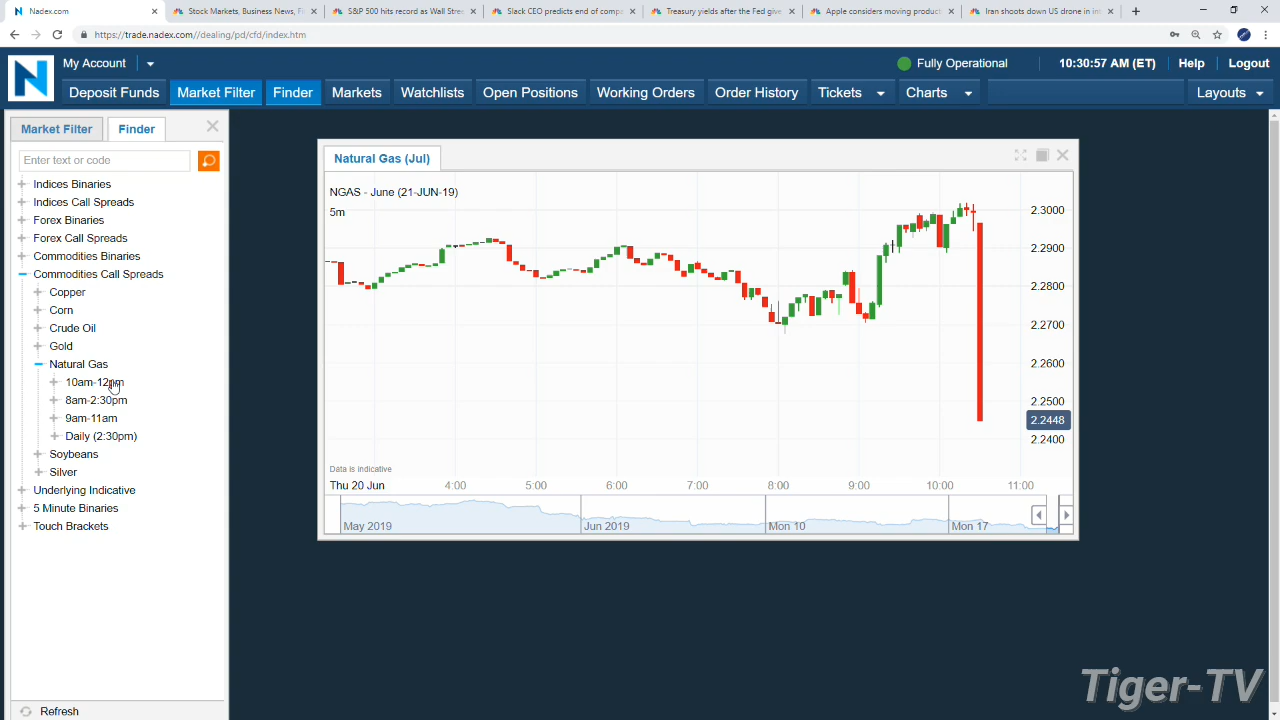 Nadex.com
Stock Markets, Business News, Fi
S&P 500 hits record as Wall Stre
Slack CEO predicts end of compa
Treasury yields after the Fed give
Apple considers moving product
Iran shoots down US drone in int
https://trade.nadex.com/dealing/pd/cfd/index.htm
N
My Account
Fully Operational
10:30:57 AM (ET)
Help
Logout
Deposit Funds
Market Filter
Finder
Markets
Watchlists
Open Positions
Working Orders
Order History
Tickets
Charts
Layouts
Market Filter
Finder
Enter text or code
Indices Binaries
Indices Call Spreads
Forex Binaries
Forex Call Spreads
Commodities Binaries
Commodities Call Spreads
Copper
Corn
Crude Oil
Gold
Natural Gas
10am-12pm
8am-2:30pm
9am-11am
Daily (2:30pm)
Soybeans
Silver
Underlying Indicative
5 Minute Binaries
Touch Brackets
Refresh
Natural Gas (Jul)
NGAS - June (21-JUN-19)
5m
2.3000
2.2900
2.2800
2.2700
2.2600
2.2500
2.2448
2.2400
Data is indicative
Thu 20 Jun
4:00
5:00
6:00
7:00
8:00
9:00
10:00
11:00
May 2019
Jun 2019
Mon 10
Mon 17
Tiger-TV